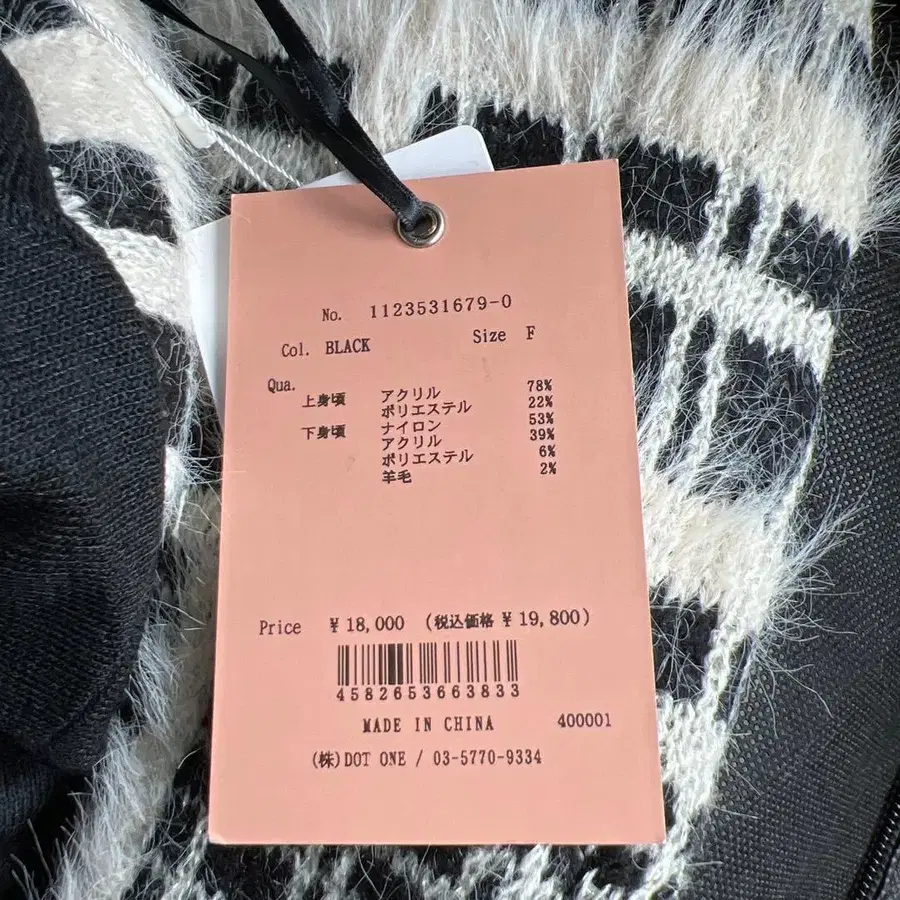 No. 1123531679-0
Col. BLACK Size F
Qua.
上身頃 アクリル 78%
ポリエステル 22%
下身頃 ナイロン 53%
アクリル 39%
ポリエステル 6%
羊毛 2%
Price ¥ 18,000 (税込価格 ¥ 19,800)
4582653663833
MADE IN CHINA 400001
(株)DOT ONE / 03-5770-9334